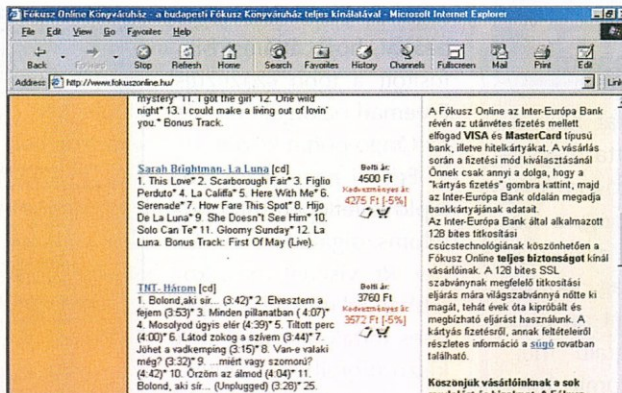 Fókusz Online Könyváruház - a budapesti Fókusz Könyváruház teljes kínálatával - Microsoft Internet Explorer
File Edit View Go Favorites Help
Back Forward Stop Refresh Home Search Favorites History Channels Fullscreen Mail Print Edit
Address http://www.fokuszonline.hu/ Link
mystery" 11. I got the girl" 12. One wild
night" 13. I could make a living out of lovin'
you." Bonus Track.
Sarah Brightman- La Luna [cd]
1. This Love" 2. Scarborough Fair" 3. Figlio
Perduto" 4. La Califfa" 5. Here With Me" 6.
Serenade" 7. How Fare This Spot" 8. Hijo
De La Luna" 9. She Doesn"t See Him" 10.
Solo Can Te" 11. Gloomy Sunday" 12. La
Luna. Bonus Track: First Of May (Live).
Bolti ár:
4500 Ft
Kedvezményes ár:
4275 Ft [-5%]
TNT- Három [cd]
1. Bolond,aki sír... (3:42)" 2. Elvesztem a
fejem (3:53)" 3. Minden pillanatban ( 4:07)"
4. Mosolyod úgyis elér (4:39)" 5. Tiltott perc
(4:00)" 6. Látod zokog a szívem (3:44)" 7.
Jöhet a vadkemping (3:15)" 8. Van-e valaki
még? (3:32)" 9. ...miért vagy szomorú?
(4:42)" 10. Őrzöm az álmod (4:04)" 11.
Bolond, aki sír... (Unplugged) (3:28)" 25.
Bolti ár:
3760 Ft
Kedvezményes ár:
3572 Ft [-5%]
A Fókusz Online az Inter-Európa Bank
révén az utánvétes fizetés mellett
elfogad VISA és MasterCard típusú
bank, illetve hitelkártyákat. A vásárlás
során a fizetési mód kiválasztásánál
Önnek csak annyi a dolga, hogy a
"kártyás fizetés" gombra kattint, majd
az Inter-Európa Bank oldalán megadja
bankkártyájának adatait.
Az Inter-Európa Bank által alkalmazott
128 bites titkosítási
csúcstechnológiának köszönhetően a
Fókusz Online teljes biztonságot kínál
vásárlóinak. A 128 bites SSL
szabványnak megfelelő titkosítási
eljárás mára világszabvánnyá nőtte ki
magát, tehát évek óta kipróbált és
megbízható eljárást használunk. A
kártyás fizetésről, annak feltételeiről
részletes információ a súgó rovatban
található.
Köszönjük vásárlóinknak a sok